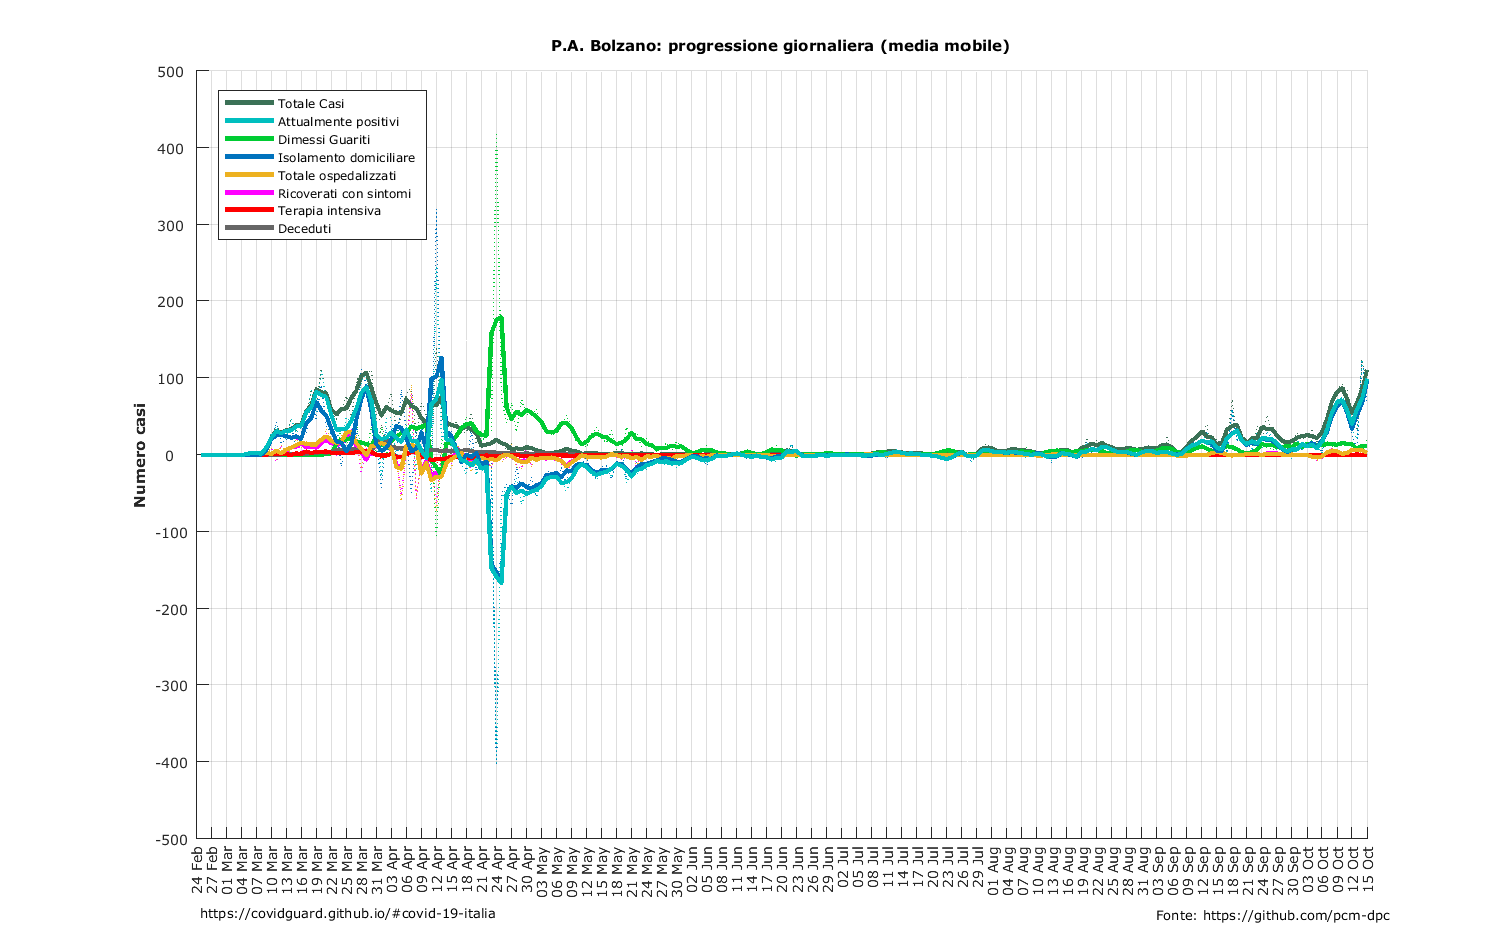 P.A. Bolzano: progressione giornaliera (media mobile)
500
400
300
200
100
0
-100
-200
-300
-400
-500
Numero casi
Totale Casi
Attualmente positivi
Dimessi Guariti
Isolamento domiciliare
Totale ospedalizzati
Ricoverati con sintomi
Terapia intensiva
Deceduti
24 Feb
27 Feb
01 Mar
04 Mar
07 Mar
10 Mar
13 Mar
16 Mar
19 Mar
22 Mar
25 Mar
28 Mar
31 Mar
03 Apr
06 Apr
09 Apr
12 Apr
15 Apr
18 Apr
21 Apr
24 Apr
27 Apr
30 Apr
03 May
06 May
09 May
12 May
15 May
18 May
21 May
24 May
27 May
30 May
02 Jun
05 Jun
08 Jun
11 Jun
14 Jun
17 Jun
20 Jun
23 Jun
26 Jun
29 Jun
02 Jul
05 Jul
08 Jul
11 Jul
14 Jul
17 Jul
20 Jul
23 Jul
26 Jul
29 Jul
01 Aug
04 Aug
07 Aug
10 Aug
13 Aug
16 Aug
19 Aug
22 Aug
25 Aug
28 Aug
31 Aug
03 Sep
06 Sep
09 Sep
12 Sep
15 Sep
18 Sep
21 Sep
24 Sep
27 Sep
30 Sep
03 Oct
06 Oct
09 Oct
12 Oct
15 Oct
https://covidguard.github.io/#covid-19-italia
Fonte: https://github.com/pcm-dpc